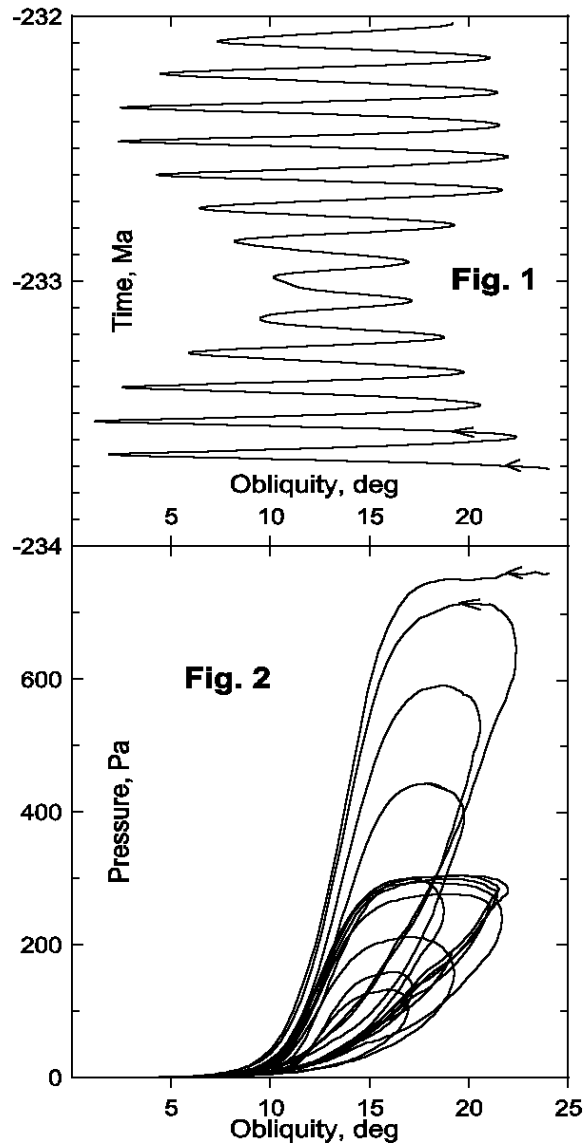 -232
Time, Ma
-233
Fig. 1
Obliquity, deg
5 10 15 20
-234
Fig. 2
600
Pressure, Pa
400
200
0
5 10 15 20 25
Obliquity, deg